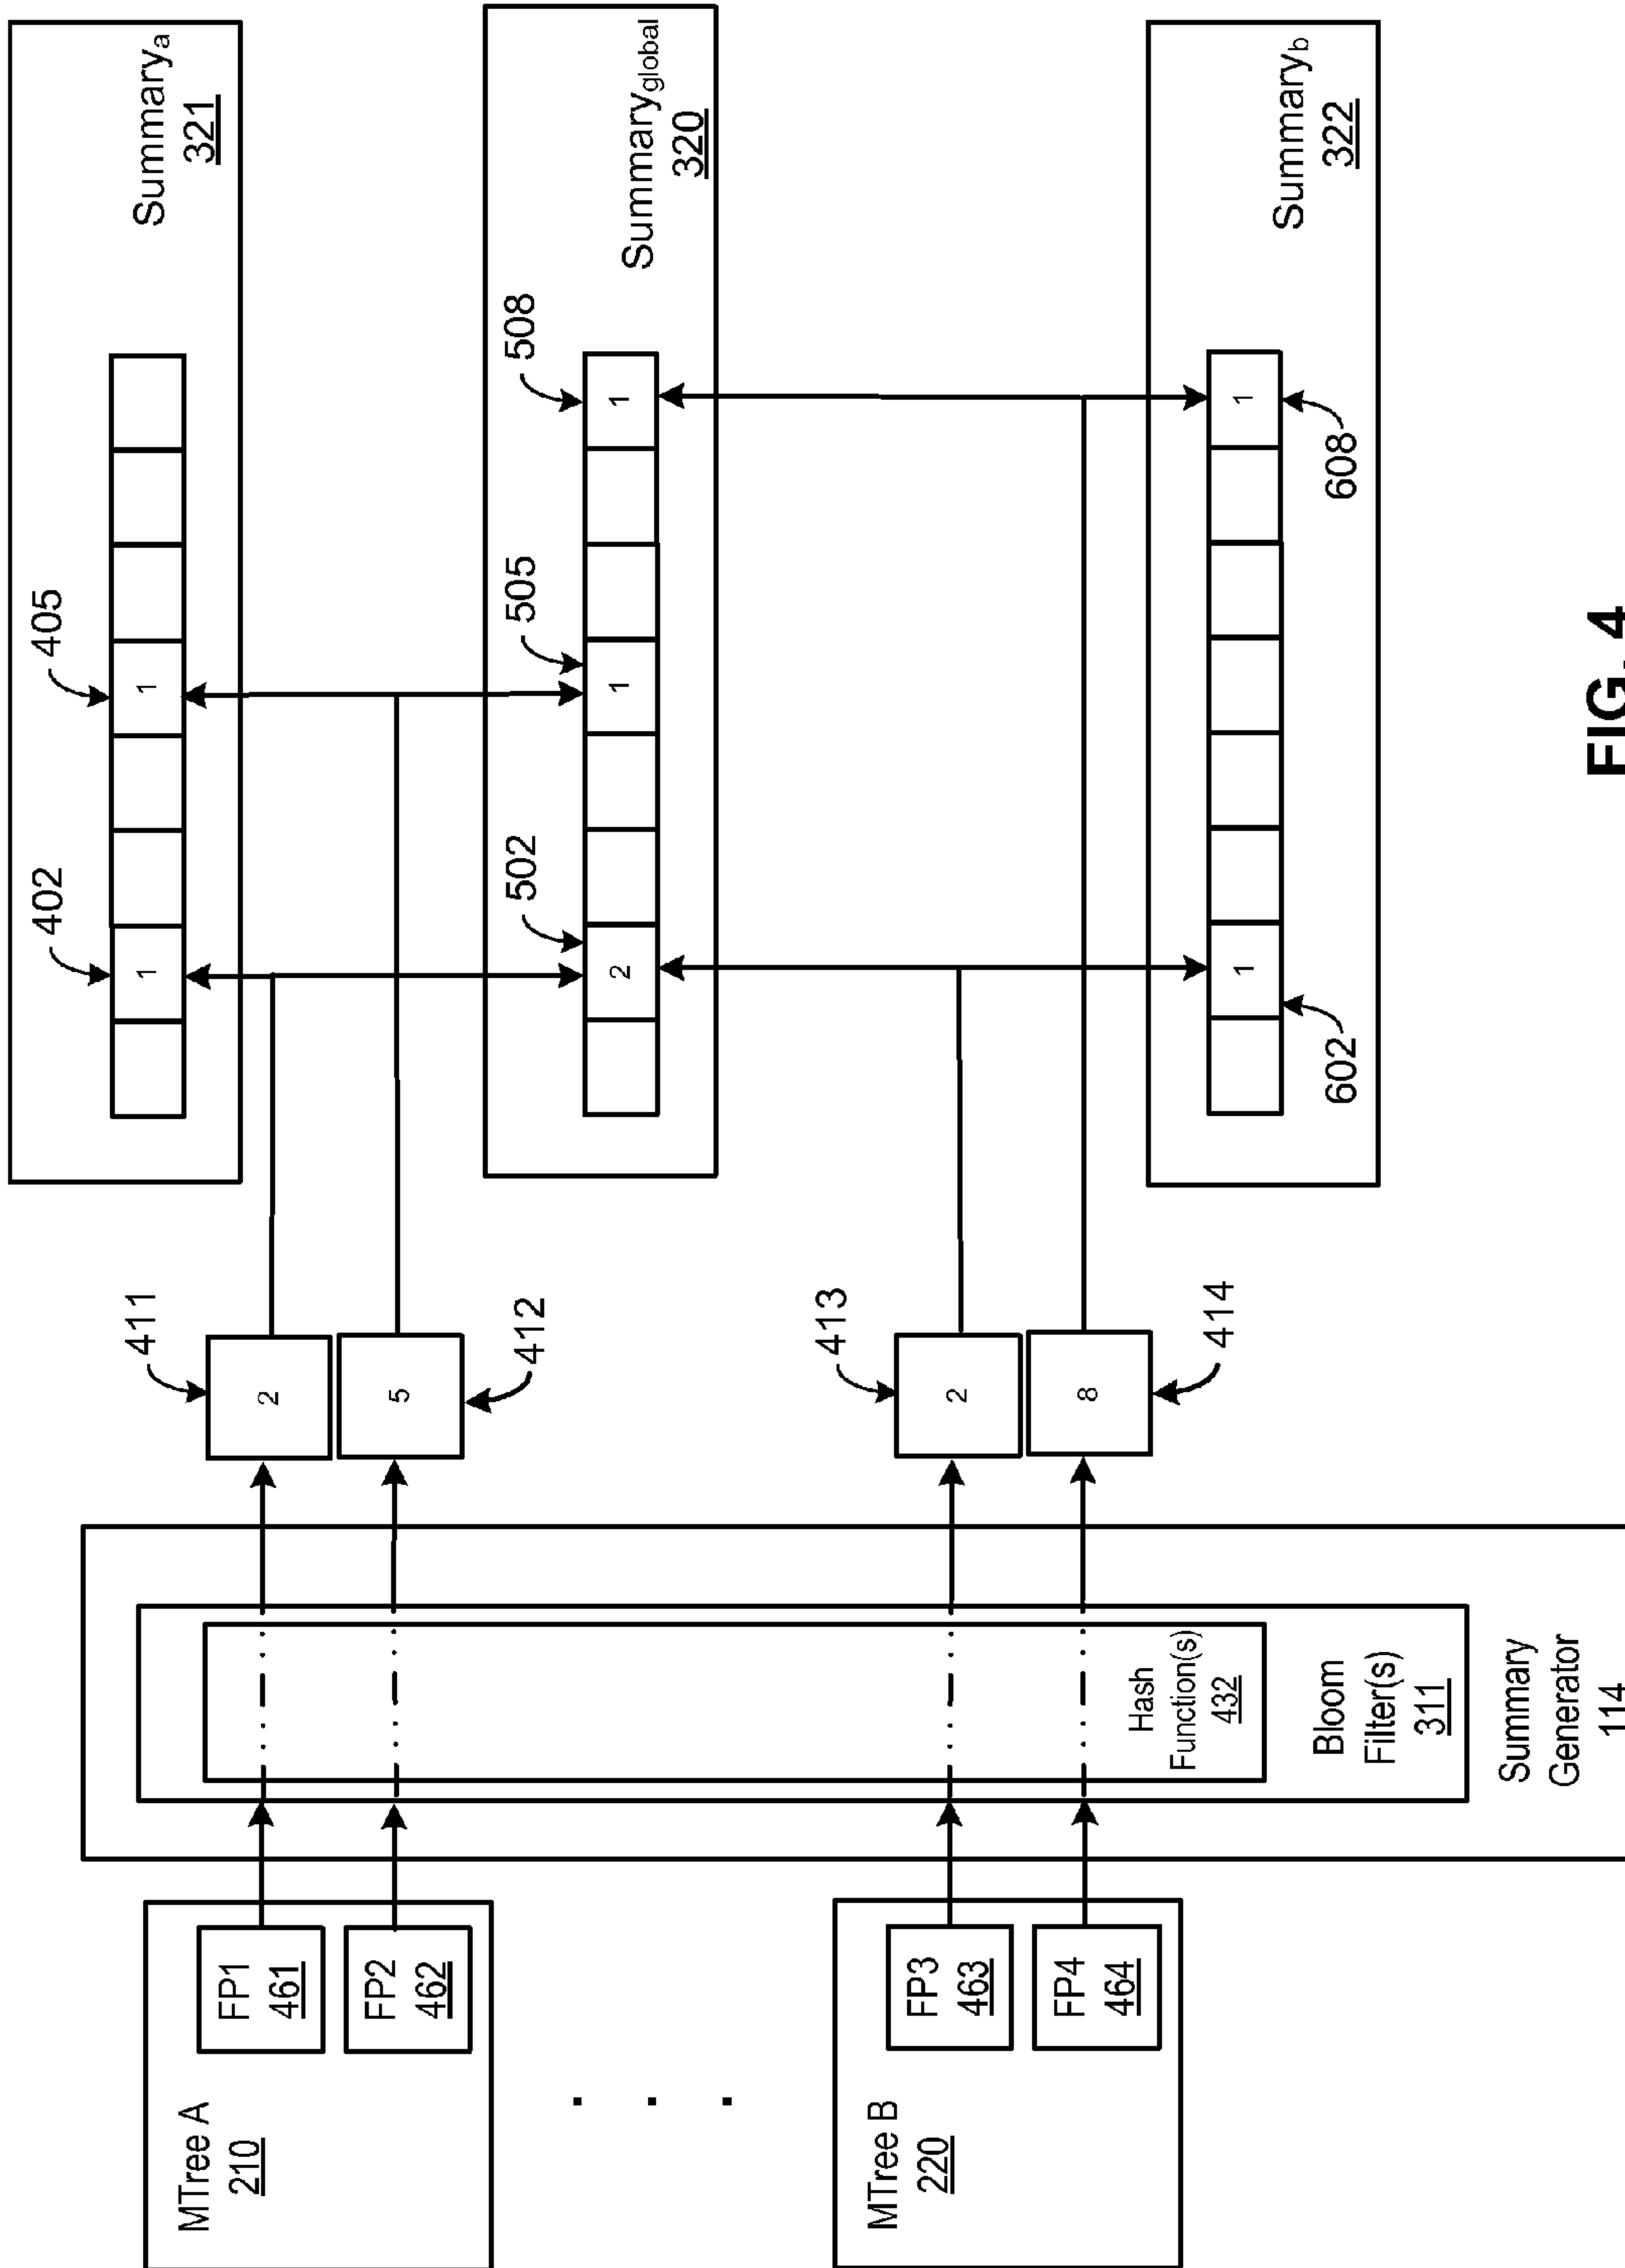 MTree A
210
FP1
461
FP2
462
MTree B
220
FP3
463
FP4
464
Hash
Function(s)
432
Bloom
Filter(s)
311
Summary
Generator
114
411
2
5
412
413
2
8
414
402
405
1
1
Summarya
321
502
505
508
2
1
1
Summaryglobal
320
1
1
602
608
Summaryb
322
FIG. 4